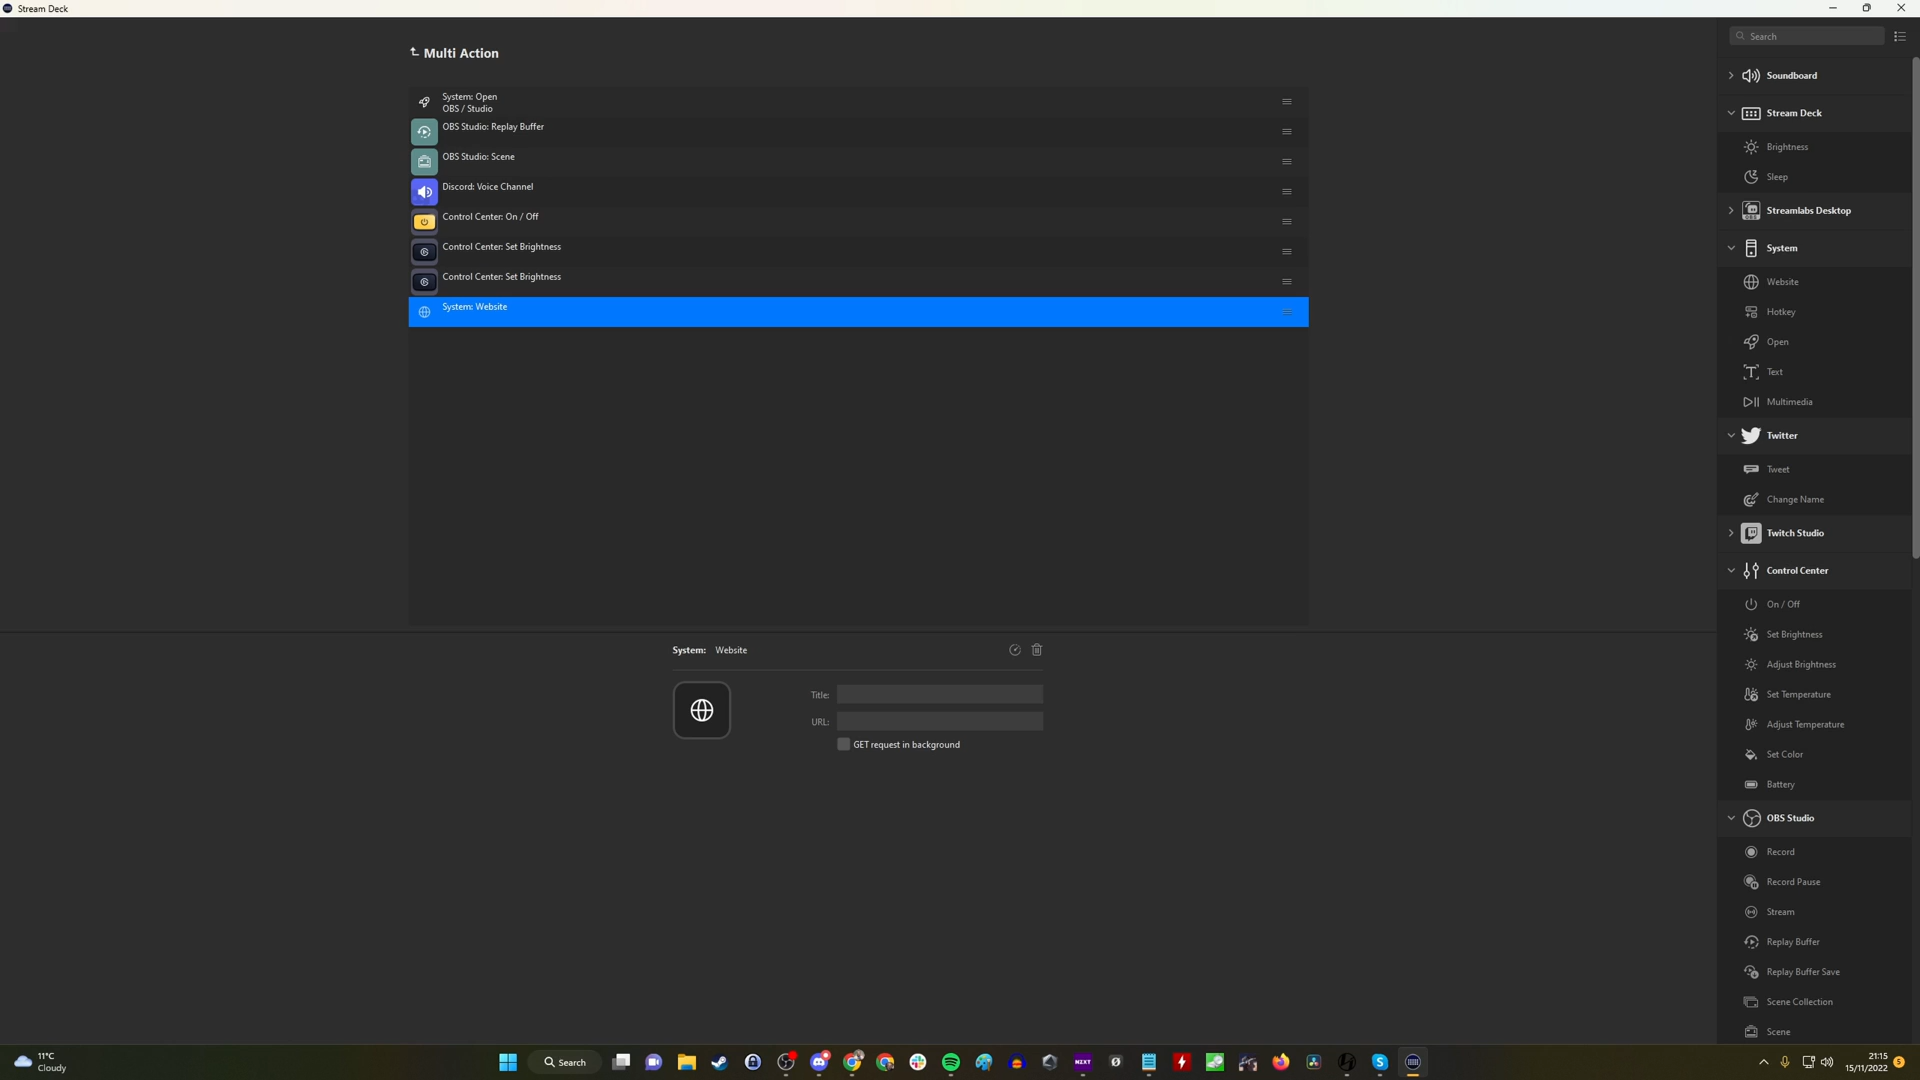 Stream Deck
Multi Action
System: Open
OBS / Studio
OBS Studio: Replay Buffer
OBS Studio: Scene
Discord: Voice Channel
Control Center: On / Off
Control Center: Set Brightness
Control Center: Set Brightness
System: Website
System: Website
Title:
URL:
GET request in background
Search
Soundboard
Stream Deck
Brightness
Sleep
Streamlabs Desktop
System
Website
Hotkey
Open
Text
Multimedia
Twitter
Tweet
Change Name
Twitch Studio
Control Center
On / Off
Set Brightness
Adjust Brightness
Set Temperature
Adjust Temperature
Set Color
Battery
OBS Studio
Record
Record Pause
Stream
Replay Buffer
Replay Buffer Save
Scene Collection
Scene
11°C
Cloudy
Search
NZXT
21:15
15/11/2022
5